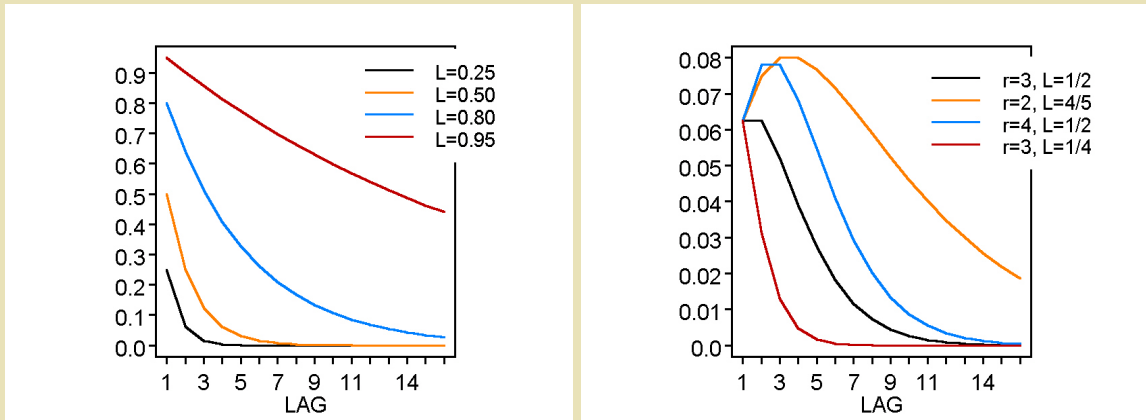 0.9
0.8
0.7
0.6
0.5
0.4
0.3
0.2
0.1
0.0
L=0.25
L=0.50
L=0.80
L=0.95
1 3 5 7 9 11 14
LAG
0.08
0.07
0.06
0.05
0.04
0.03
0.02
0.01
0.0
r=3, L=1/2
r=2, L=4/5
r=4, L=1/2
r=3, L=1/4
1 3 5 7 9 11 14
LAG